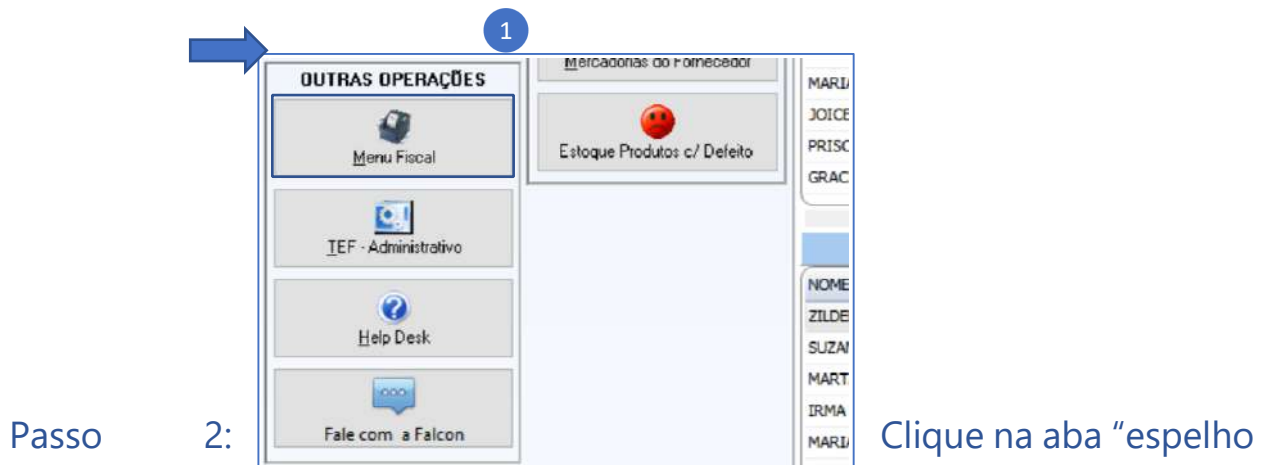 1
OUTRAS OPERAÇÕES
Menu Fiscal
TEF - Administrativo
Help Desk
Fale com a Falcon
Mercadorias do Fornecedor
Estoque Produtos c/ Defeito
MARI
JOICE
PRISC
GRAC
NOME
ZILDE
SUZA
MART
IRMA
MARI
Passo 2: Clique na aba “espelho